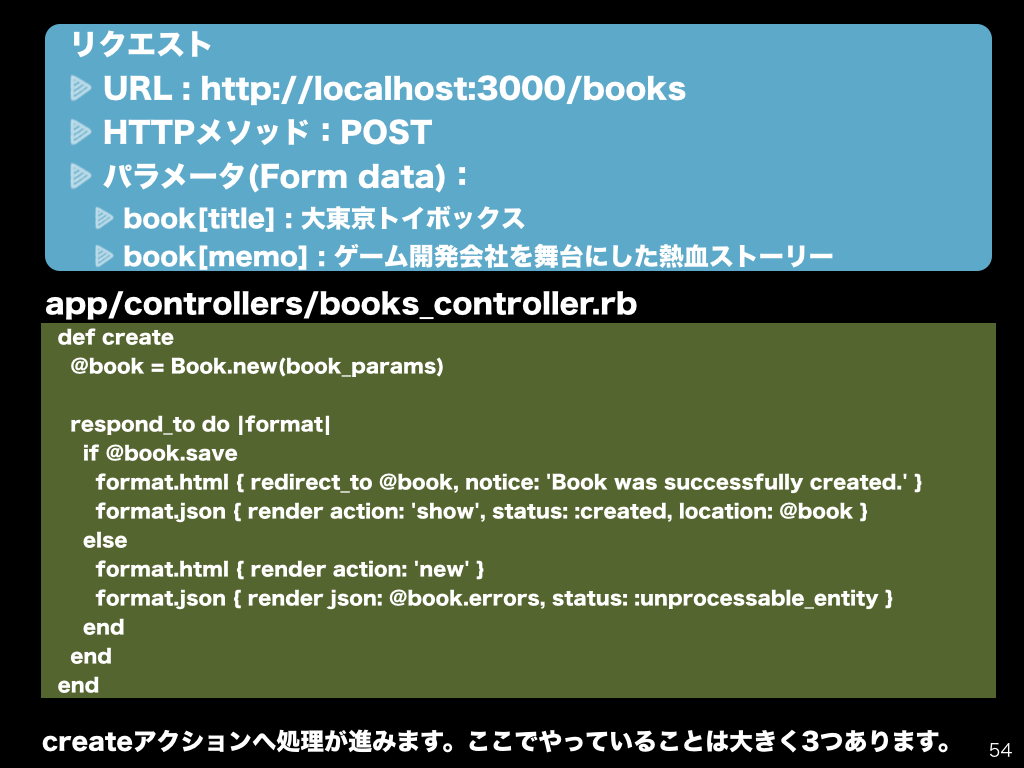 リクエスト
URL : http://localhost:3000/books
HTTPメソッド：POST
パラメータ(Form data)：
book[title] : 大東京トイボックス
book[memo] : ゲーム開発会社を舞台にした熱血ストーリー
app/controllers/books_controller.rb
def create
@book = Book.new(book_params)
respond_to do |format|
if @book.save
format.html { redirect_to @book, notice: 'Book was successfully created.' }
format.json { render action: 'show', status: :created, location: @book }
else
format.html { render action: 'new' }
format.json { render json: @book.errors, status: :unprocessable_entity }
end
end
end
createアクションへ処理が進みます。ここでやっていることは大きく3つあります。
54